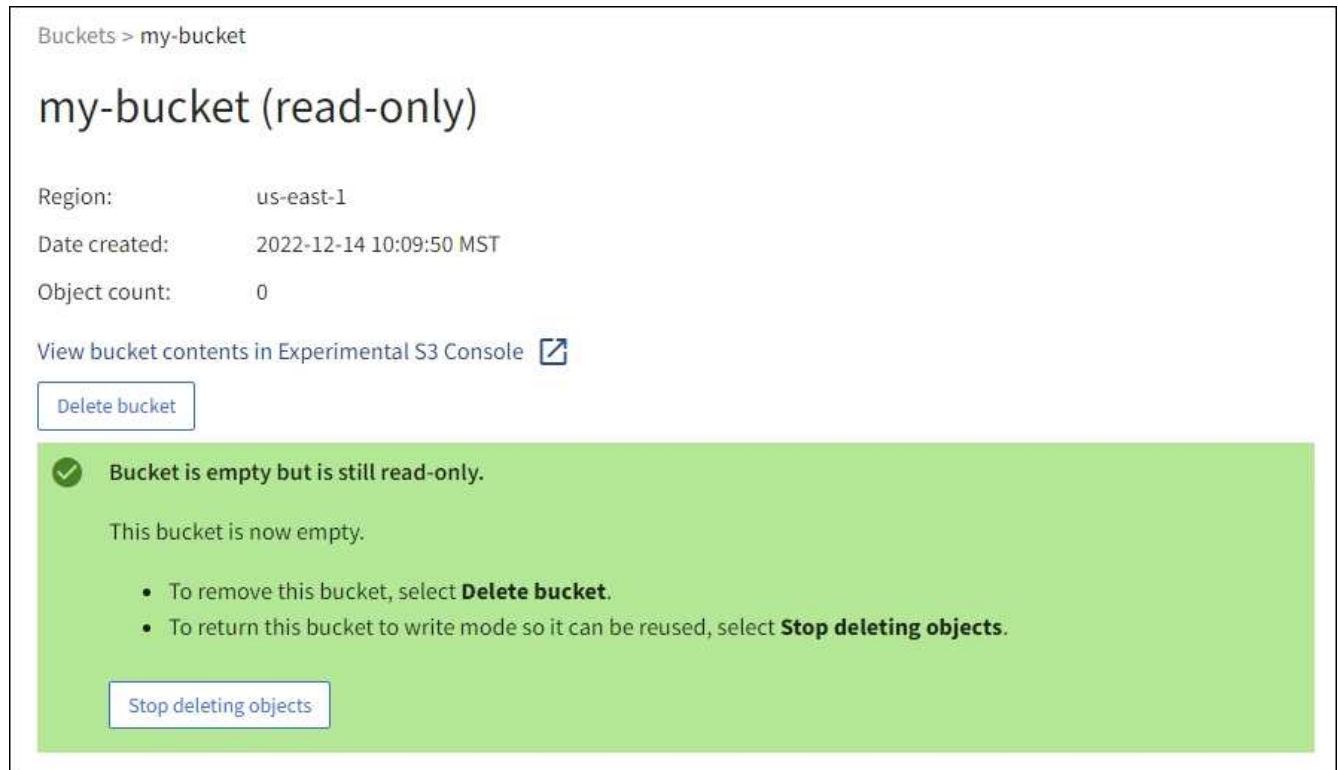 Buckets > my-bucket
my-bucket (read-only)
Region: us-east-1
Date created: 2022-12-14 10:09:50 MST
Object count: 0
View bucket contents in Experimental S3 Console
Delete bucket
Bucket is empty but is still read-only.
This bucket is now empty.
• To remove this bucket, select Delete bucket.
• To return this bucket to write mode so it can be reused, select Stop deleting objects.
Stop deleting objects